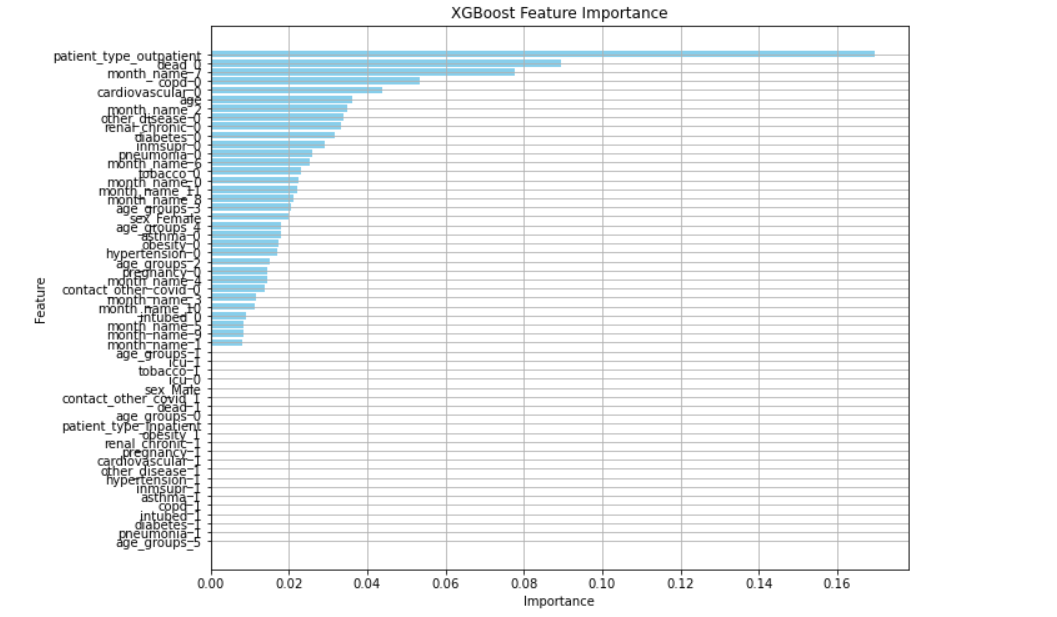 XGBoost Feature Importance
patient_type_outpatient
dead_0
month_name_7
copd_0
cardiovascular_0
age
month_name_2
other_disease_0
renal_chronic_0
diabetes_0
inmsupr_0
pneumonia_0
month_name_6
tobacco_0
month_name_0
month_name_11
month_name_8
age_groups_3
sex_Female
age_groups_4
asthma_0
obesity_0
hypertension_0
age_groups_2
pregnancy_0
month_name_4
contact_other_covid_0
month_name_3
month_name_10
intubed_0
month_name_5
month_name_9
month_name_1
age_groups_1
icu_1
tobacco_1
icu_0
sex_Male
contact_other_covid_1
dead_1
age_groups_0
patient_type_inpatient
obesity_1
renal_chronic_1
pregnancy_1
cardiovascular_1
other_disease_1
hypertension_1
inmsupr_1
asthma_1
copd_1
intubed_1
diabetes_1
pneumonia_1
age_groups_5
Feature
0.00 0.02 0.04 0.06 0.08 0.10 0.12 0.14 0.16
Importance